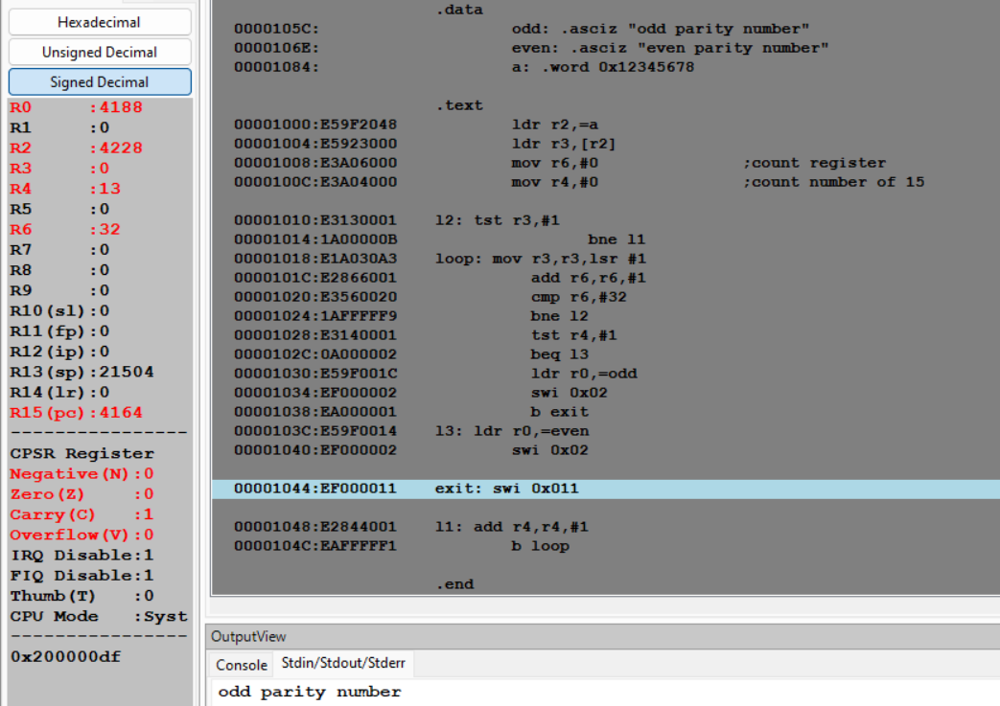 Hexadecimal
Unsigned Decimal
Signed Decimal
R0 :4188
R1 :0
R2 :4228
R3 :0
R4 :13
R5 :0
R6 :32
R7 :0
R8 :0
R9 :0
R10(sl):0
R11(fp):0
R12(ip):0
R13(sp):21504
R14(lr):0
R15(pc):4164
-----------------
CPSR Register
Negative(N):0
Zero(Z) :0
Carry(C) :1
Overflow(V):0
IRQ Disable:1
FIQ Disable:1
Thumb(T) :0
CPU Mode :Syst
-----------------
0x200000df
.data
0000105C: odd: .asciz "odd parity number"
0000106E: even: .asciz "even parity number"
00001084: a: .word 0x12345678
.text
00001000:E59F2048 ldr r2,=a
00001004:E5923000 ldr r3,[r2]
00001008:E3A06000 mov r6,#0 ;count register
0000100C:E3A04000 mov r4,#0 ;count number of 15
00001010:E3130001 l2: tst r3,#1
00001014:1A00000B bne l1
00001018:E1A030A3 loop: mov r3,r3,lsr #1
0000101C:E2866001 add r6,r6,#1
00001020:E3560020 cmp r6,#32
00001024:1AFFFFF9 bne l2
00001028:E3140001 tst r4,#1
0000102C:0A000002 beq l3
00001030:E59F001C ldr r0,=odd
00001034:EF000002 swi 0x02
00001038:EA000001 b exit
0000103C:E59F0014 l3: ldr r0,=even
00001040:EF000002 swi 0x02
00001044:EF000011 exit: swi 0x011
00001048:E2844001 l1: add r4,r4,#1
0000104C:EAFFFFF1 b loop
.end
OutputView
Console Stdin/Stdout/Stderr
odd parity number